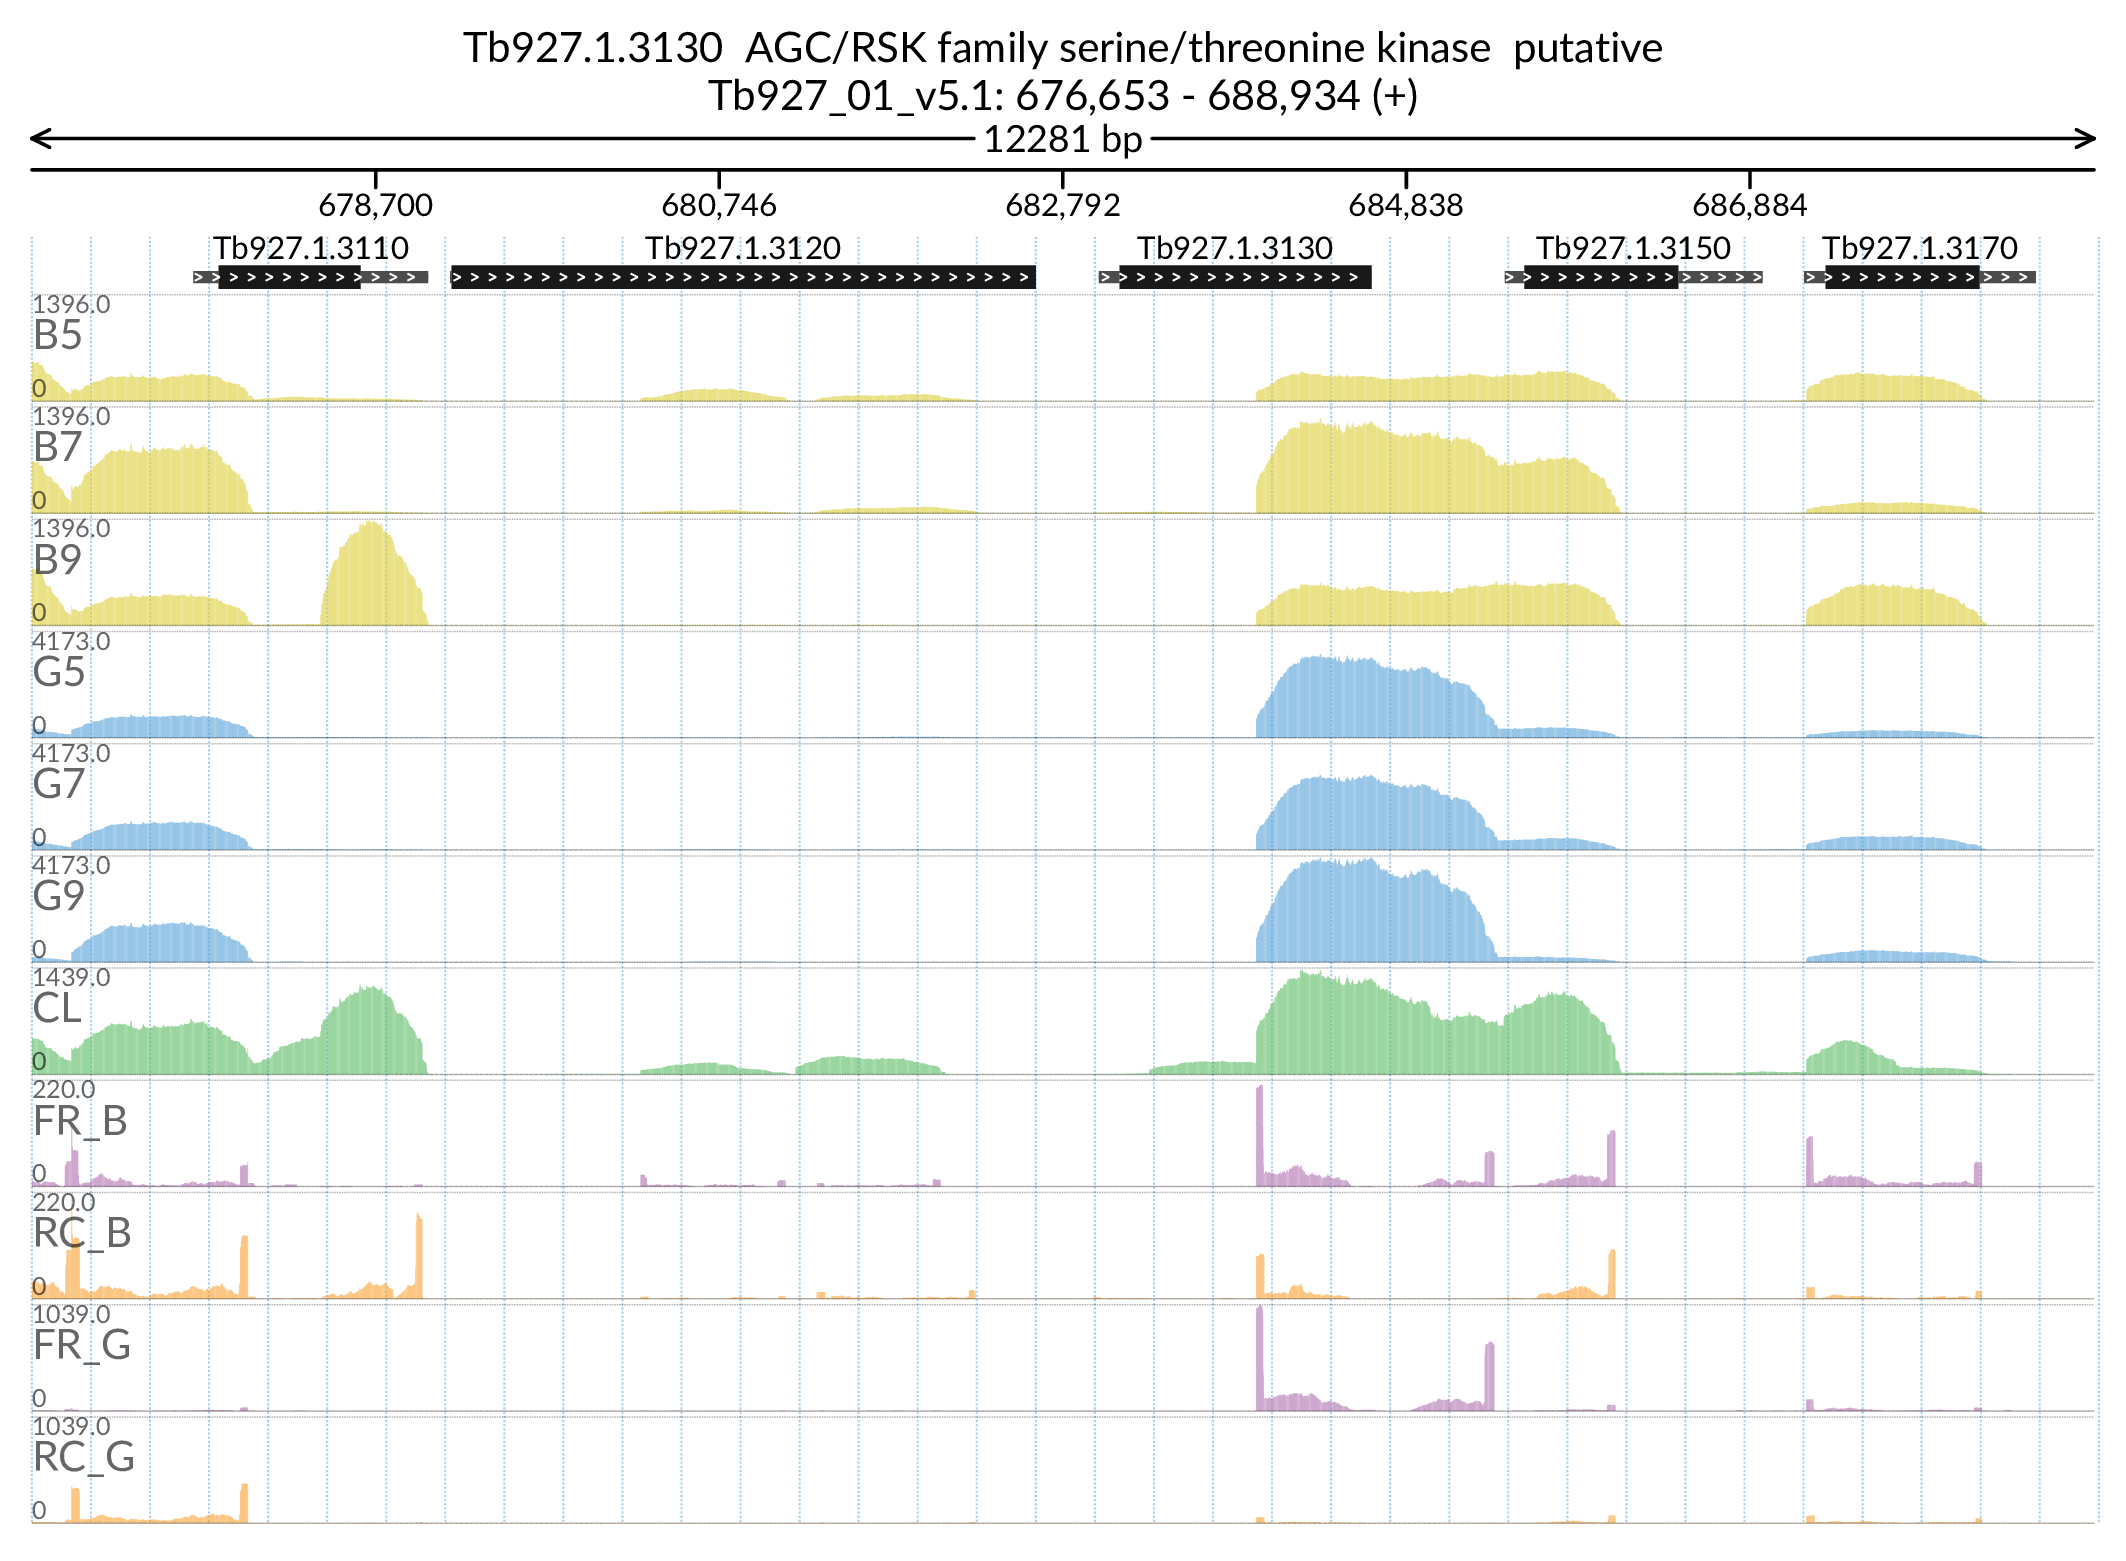 Tb927.1.3130  AGC/RSK family serine/threonine kinase  putative
Tb927_01_v5.1: 676,653 - 688,934 (+)
12281 bp
678,700 680,746 682,792 684,838 686,884
Tb927.1.3110 Tb927.1.3120 Tb927.1.3130 Tb927.1.3150 Tb927.1.3170
1396.0
B5
0
1396.0
B7
0
1396.0
B9
0
4173.0
G5
0
4173.0
G7
0
4173.0
G9
0
1439.0
CL
0
220.0
FR_B
0
220.0
RC_B
0
1039.0
FR_G
0
1039.0
RC_G
0